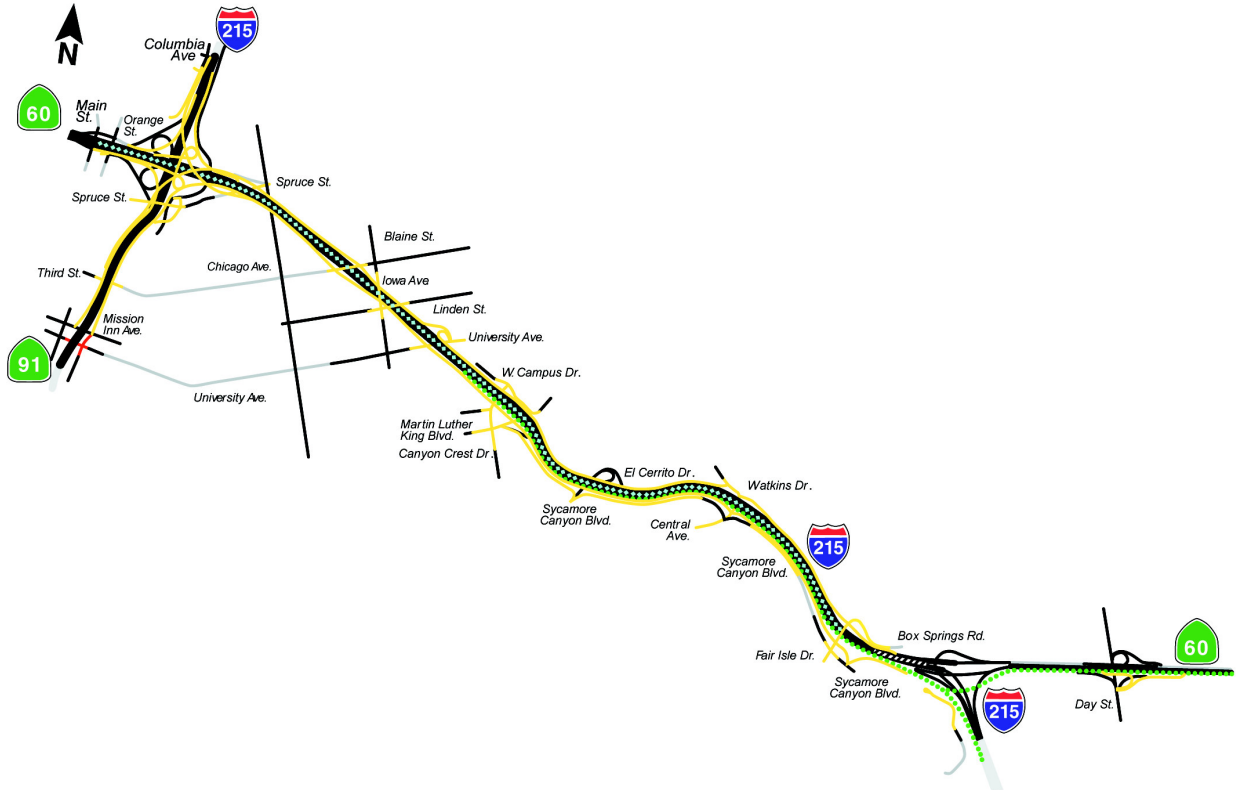 215
Columbia
Ave
N
60
Main
St.
Orange
St.
Spruce St.
Spruce St.
Blaine St.
Third St.
Chicago Ave.
Iowa Ave
Linden St.
Mission
Inn Ave.
University Ave.
91
W. Campus Dr.
University Ave.
Martin Luther
King Blvd.
Canyon Crest Dr.
El Cerrito Dr.
Watkins Dr.
Sycamore
Canyon Blvd.
Central
Ave.
215
Sycamore
Canyon Blvd.
Box Springs Rd.
60
Fair Isle Dr.
Sycamore
Canyon Blvd.
Day St.
215